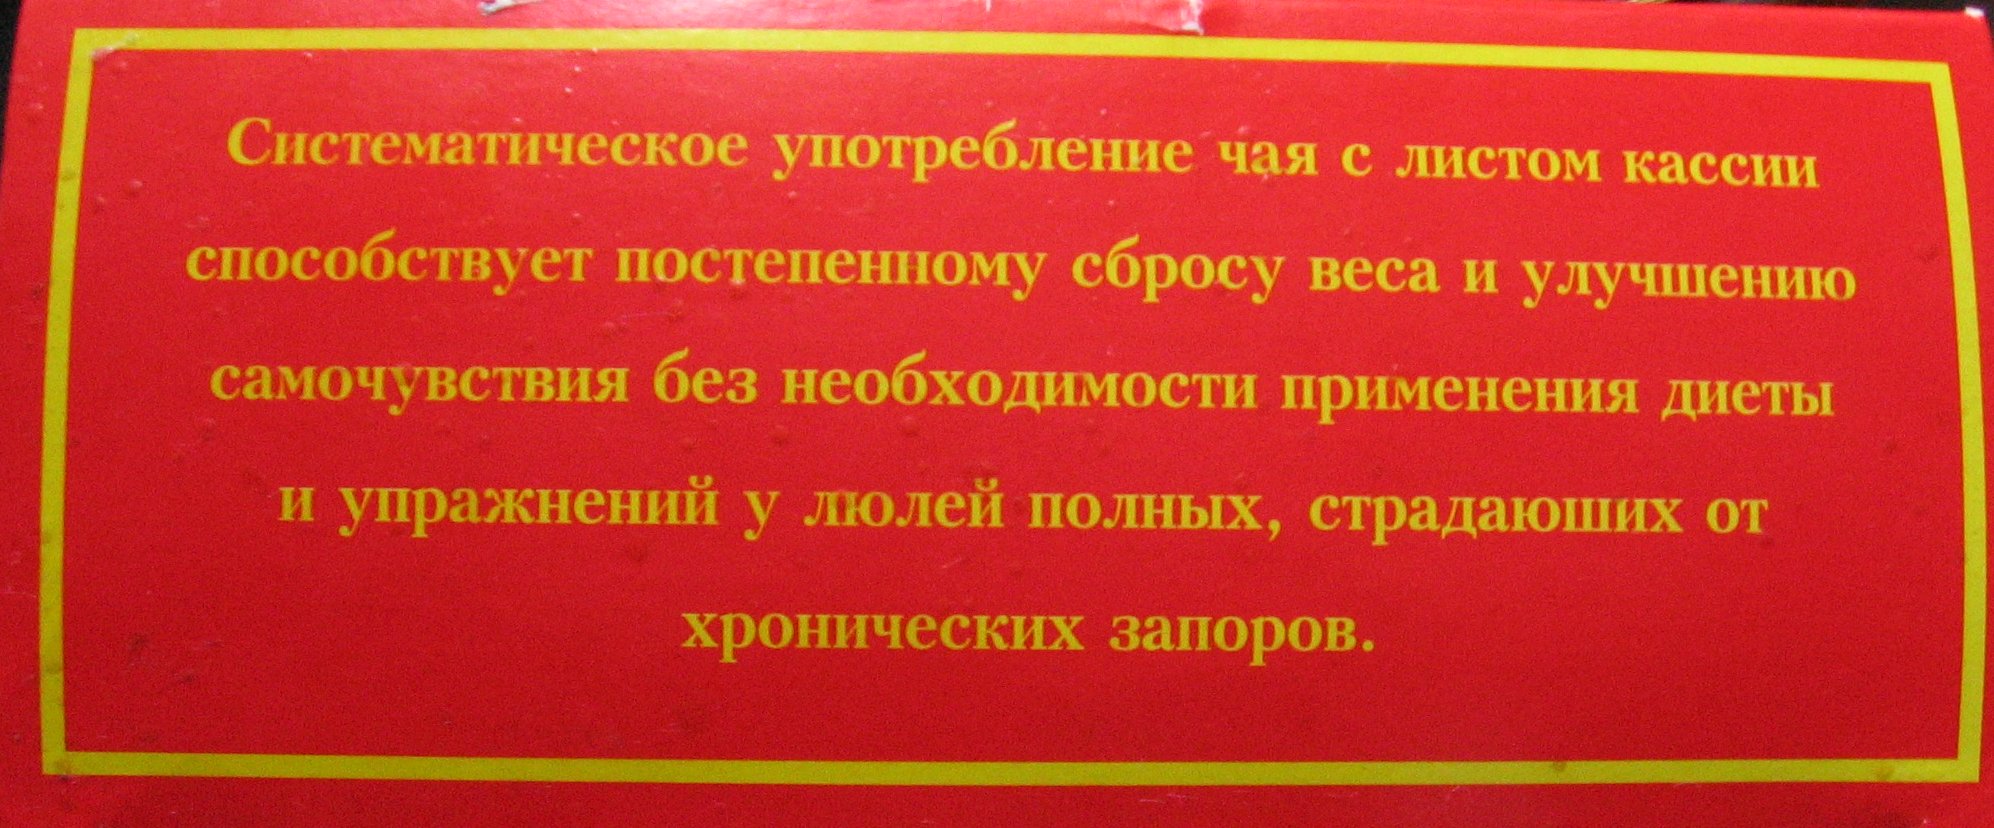 Систематическое употребление чая с листом кассии
способствует постепенному сбросу веса и улучшению
самочувствия без необходимости применения диеты
и упражнений у люлей полных, страдаюших от
хронических запоров.